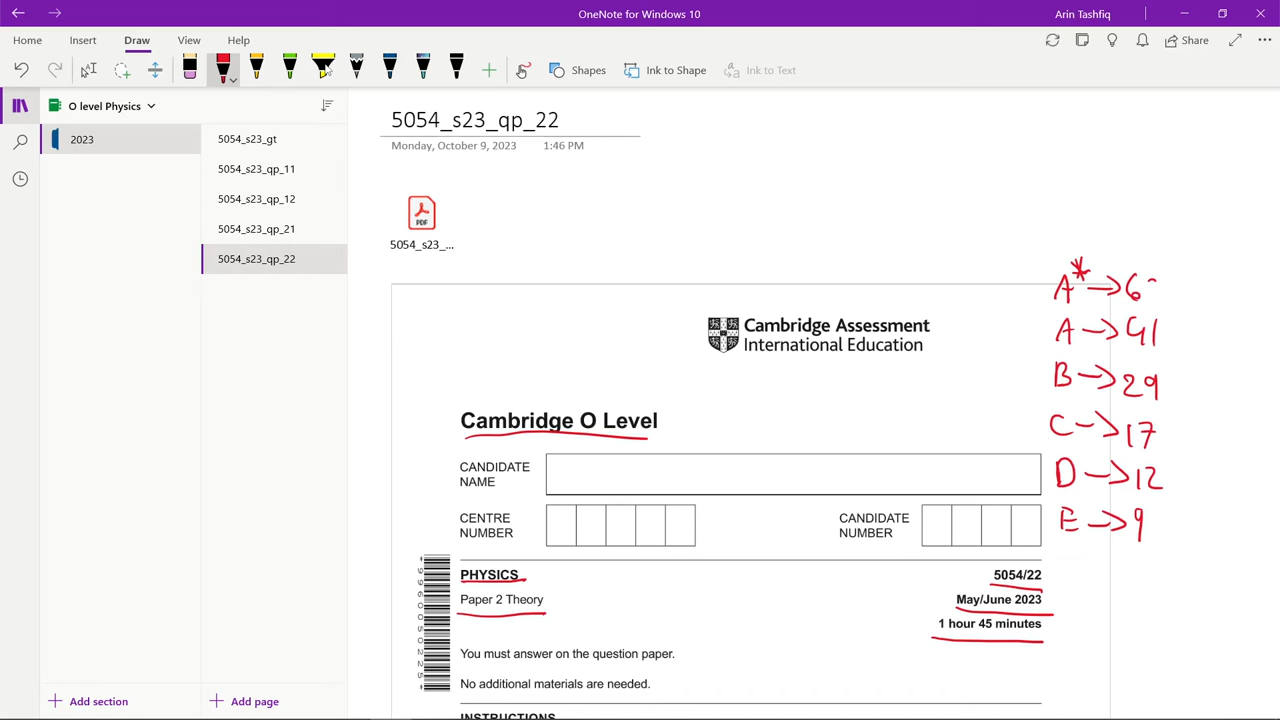 OneNote for Windows 10
Arin Tashfiq
Home
Insert
Draw
View
Help
Share
Shapes
Ink to Shape
Ink to Text
O level Physics
2023
5054_s23_gt
5054_s23_qp_11
5054_s23_qp_12
5054_s23_qp_21
5054_s23_qp_22
5054_s23_qp_22
Monday, October 9, 2023 1:46 PM
PDF
5054_s23_...
Cambridge Assessment
International Education
A* → 6
A → 41
B → 29
C → 17
D → 12
E → 9
Cambridge O Level
CANDIDATE
NAME
CENTRE
NUMBER
CANDIDATE
NUMBER
PHYSICS 5054/22
Paper 2 Theory May/June 2023
1 hour 45 minutes
You must answer on the question paper.
No additional materials are needed.
INSTRUCTIONS
Add section
Add page